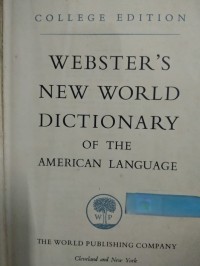 COLLEGE EDITION
WEBSTER'S
NEW WORLD
DICTIONARY
OF THE
AMERICAN LANGUAGE
W P
THE WORLD PUBLISHING COMPANY
Cleveland and New York